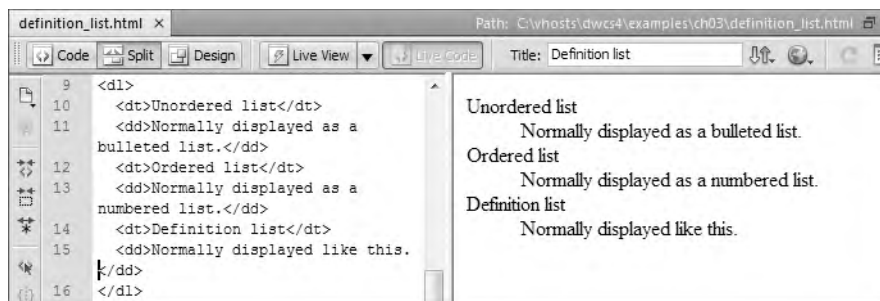 definition_list.html ×
Path: C:\vhosts\dwcs4\examples\ch03\definition_list.html
Code Split Design Live View Live Code Title: Definition list
9 <dl>
10 <dt>Unordered list</dt>
11 <dd>Normally displayed as a
bulleted list.</dd>
12 <dt>Ordered list</dt>
13 <dd>Normally displayed as a
numbered list.</dd>
14 <dt>Definition list</dt>
15 <dd>Normally displayed like this.
</dd>
16 </dl>
Unordered list
Normally displayed as a bulleted list.
Ordered list
Normally displayed as a numbered list.
Definition list
Normally displayed like this.